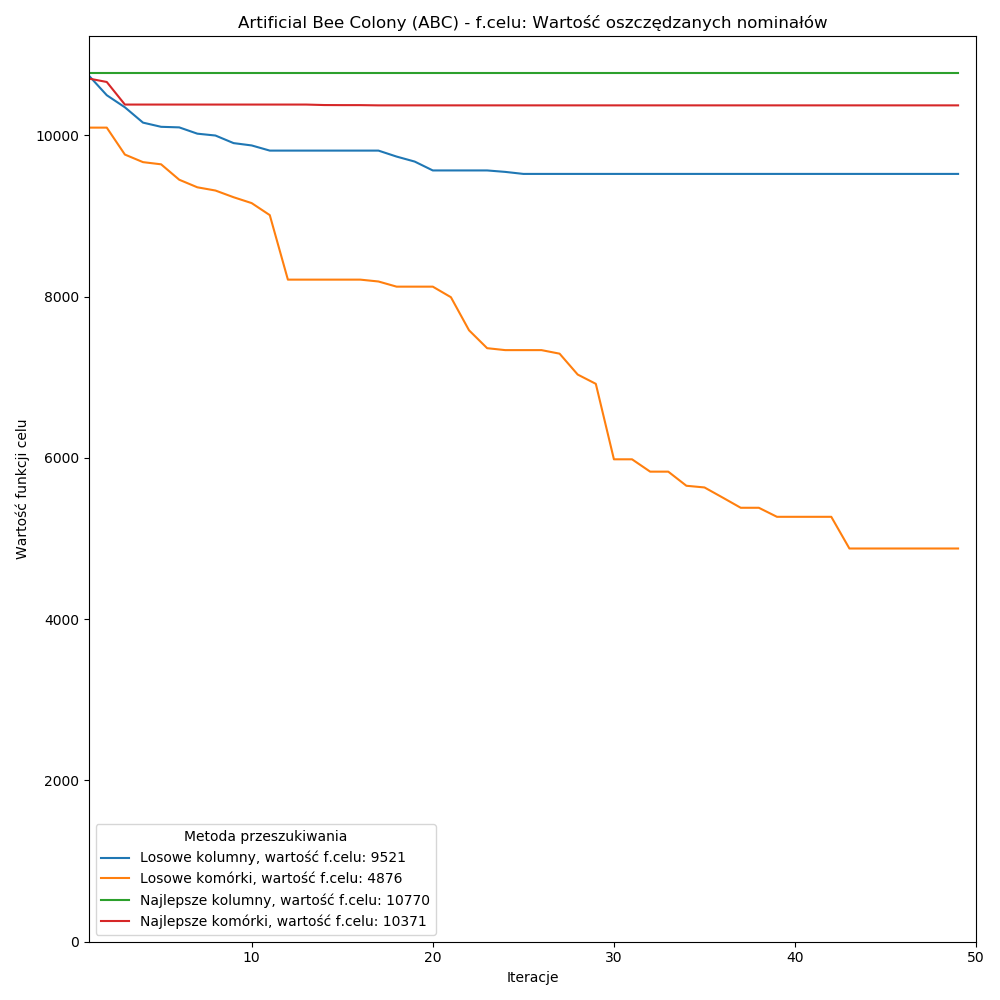 Artificial Bee Colony (ABC) - f.celu: Wartość oszczędzanych nominałów
Wartość funkcji celu
10000
8000
6000
4000
2000
0
Metoda przeszukiwania
Losowe kolumny, wartość f.celu: 9521
Losowe komórki, wartość f.celu: 4876
Najlepsze kolumny, wartość f.celu: 10770
Najlepsze komórki, wartość f.celu: 10371
10 20 30 40 50
Iteracje